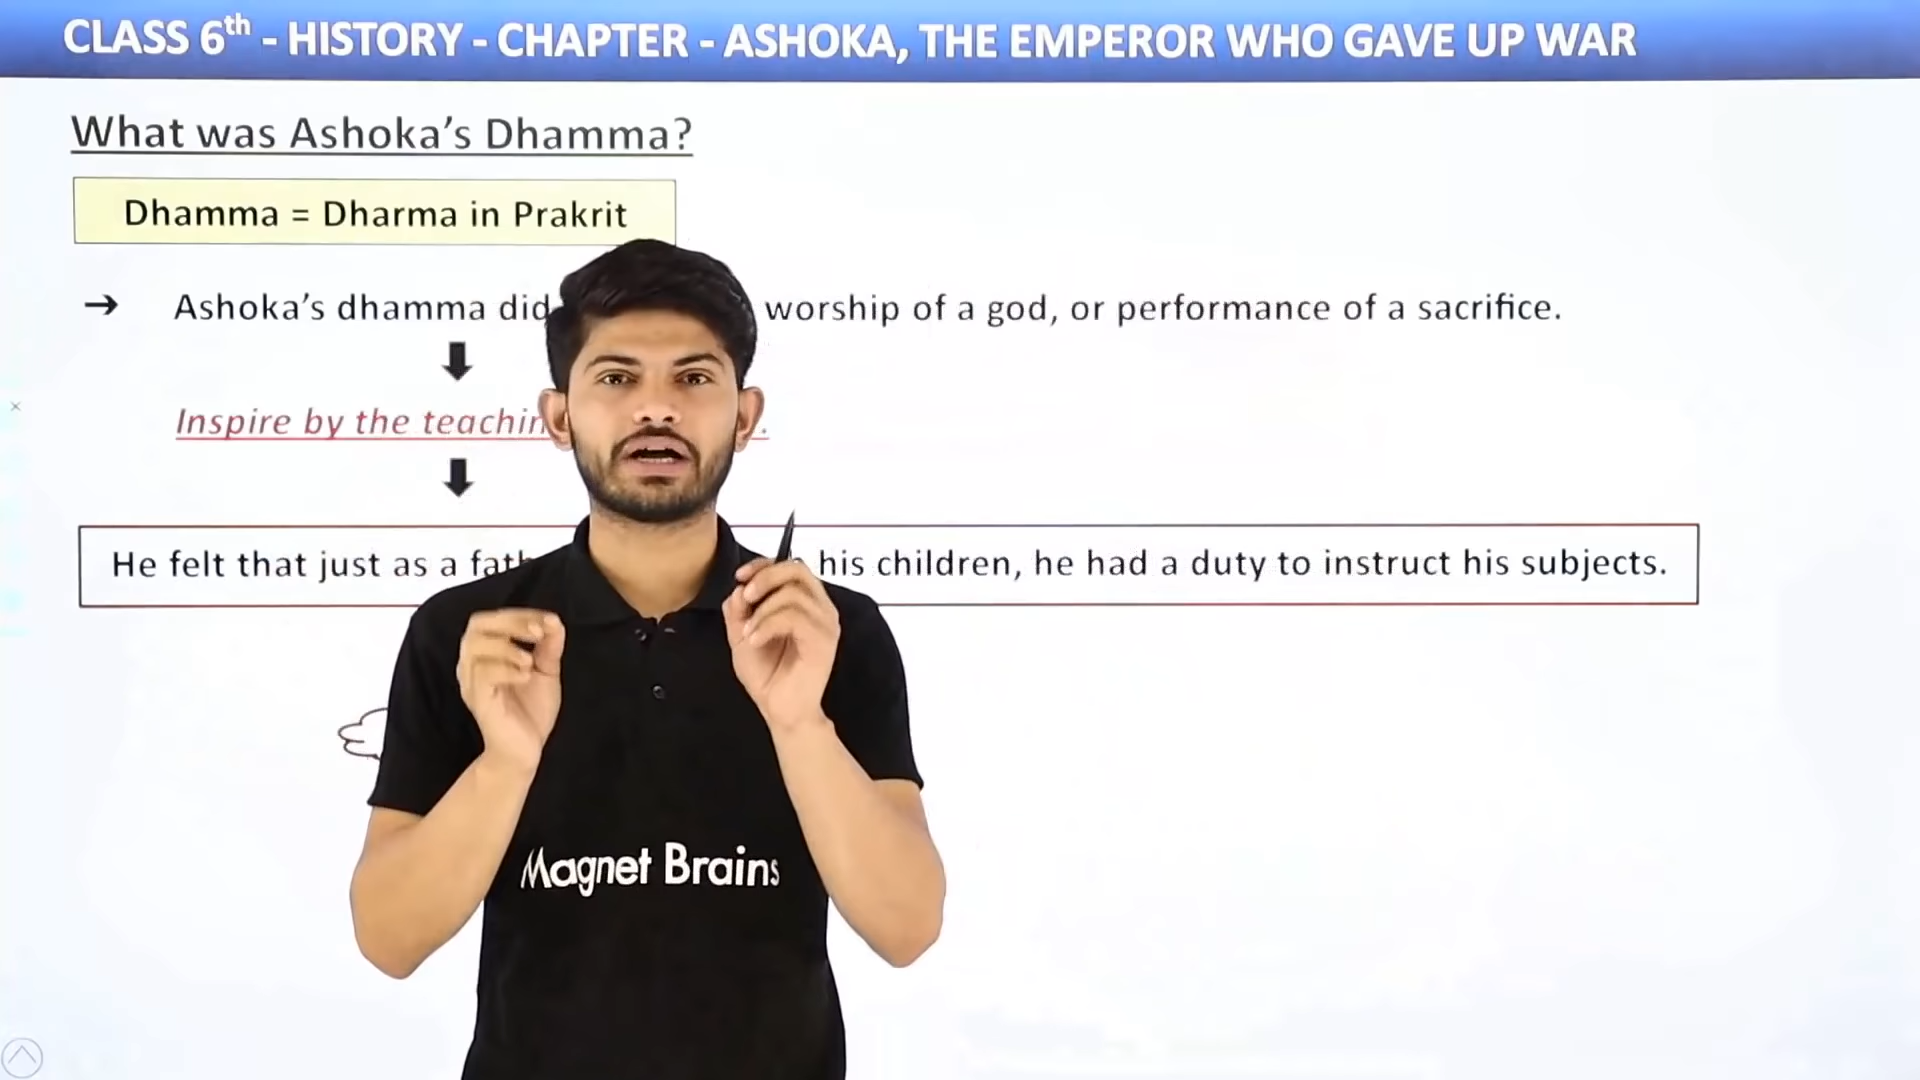 CLASS 6th - HISTORY - CHAPTER - ASHOKA, THE EMPEROR WHO GAVE UP WAR
What was Ashoka’s Dhamma?
Dhamma = Dharma in Prakrit
➔ Ashoka’s dhamma did worship of a god, or performance of a sacrifice.
Inspire by the
He felt that just as a his children, he had a duty to instruct his subjects.
Magnet Brains